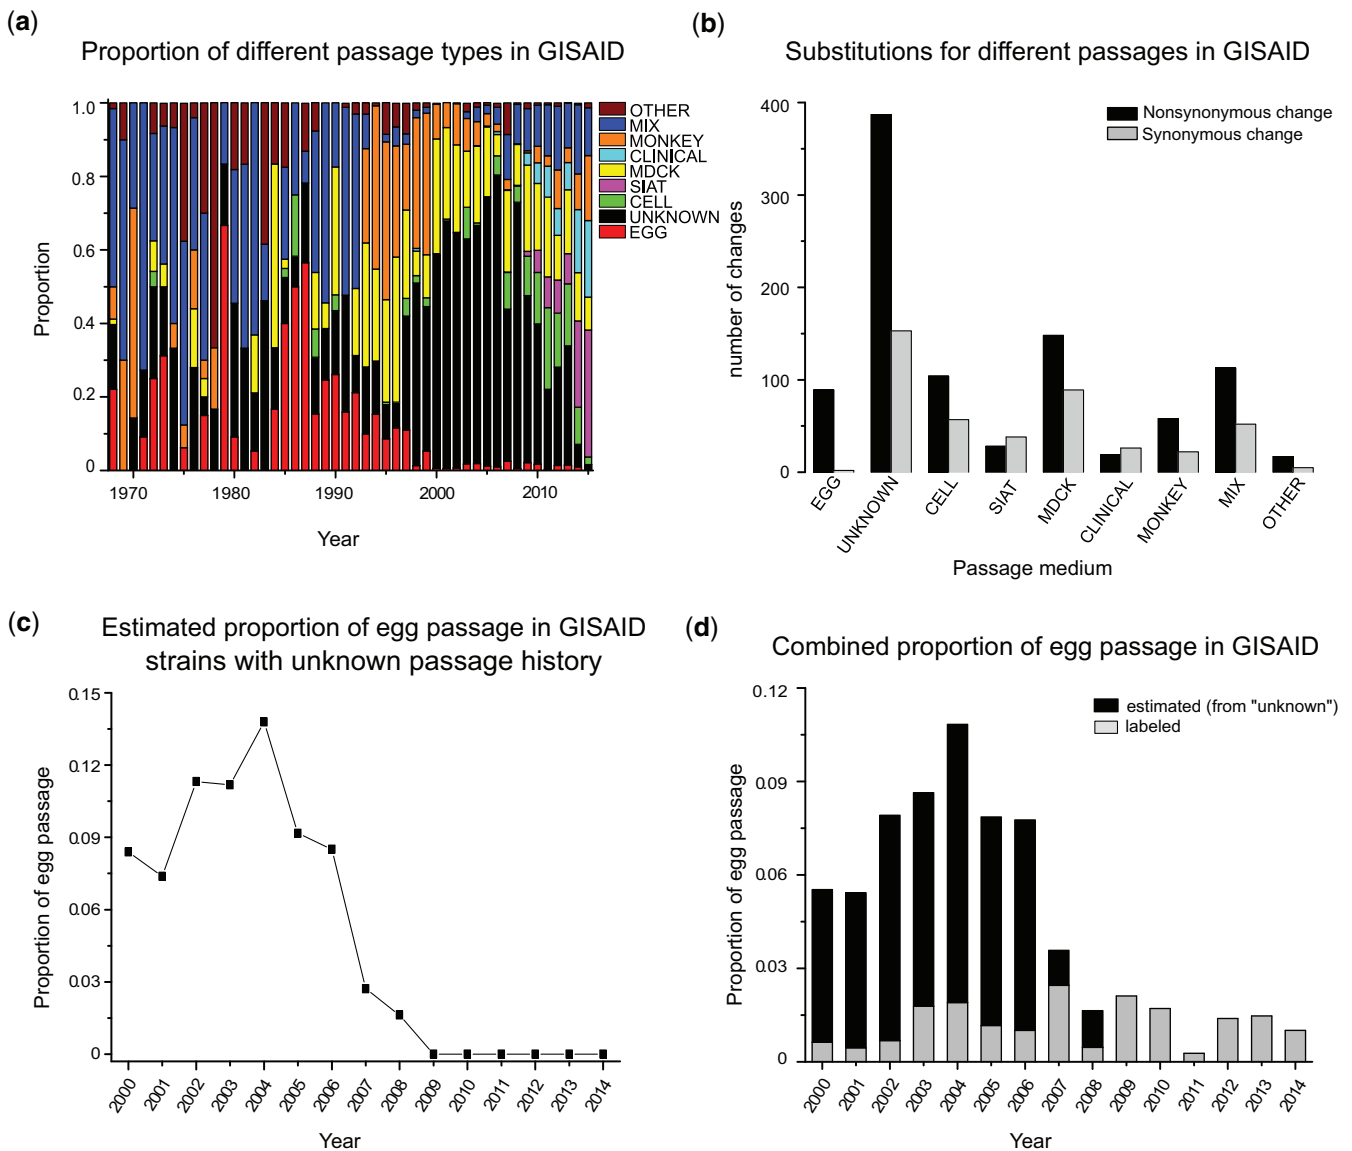 (a)
Proportion of different passage types in GISAID
1.0
0.8
0.6
0.4
0.2
0
Proportion
1970
1980
1990
2000
2010
Year
OTHER
MIX
MONKEY
CLINICAL
MDCK
SIAT
CELL
UNKNOWN
EGG
(b)
Substitutions for different passages in GISAID
400
300
200
100
0
number of changes
Nonsynonymous change
Synonymous change
EGG
UNKNOWN
CELL
SIAT
MDCK
CLINICAL
MONKEY
MIX
OTHER
Passage medium
(c)
Estimated proportion of egg passage in GISAID
strains with unknown passage history
0.15
0.12
0.09
0.06
0.03
0
Proportion of egg passage
2000
2001
2002
2003
2004
2005
2006
2007
2008
2009
2010
2011
2012
2013
2014
Year
(d)
Combined proportion of egg passage in GISAID
0.12
0.09
0.06
0.03
0
Proportion of egg passage
estimated (from "unknown")
labeled
2000
2001
2002
2003
2004
2005
2006
2007
2008
2009
2010
2011
2012
2013
2014
Year